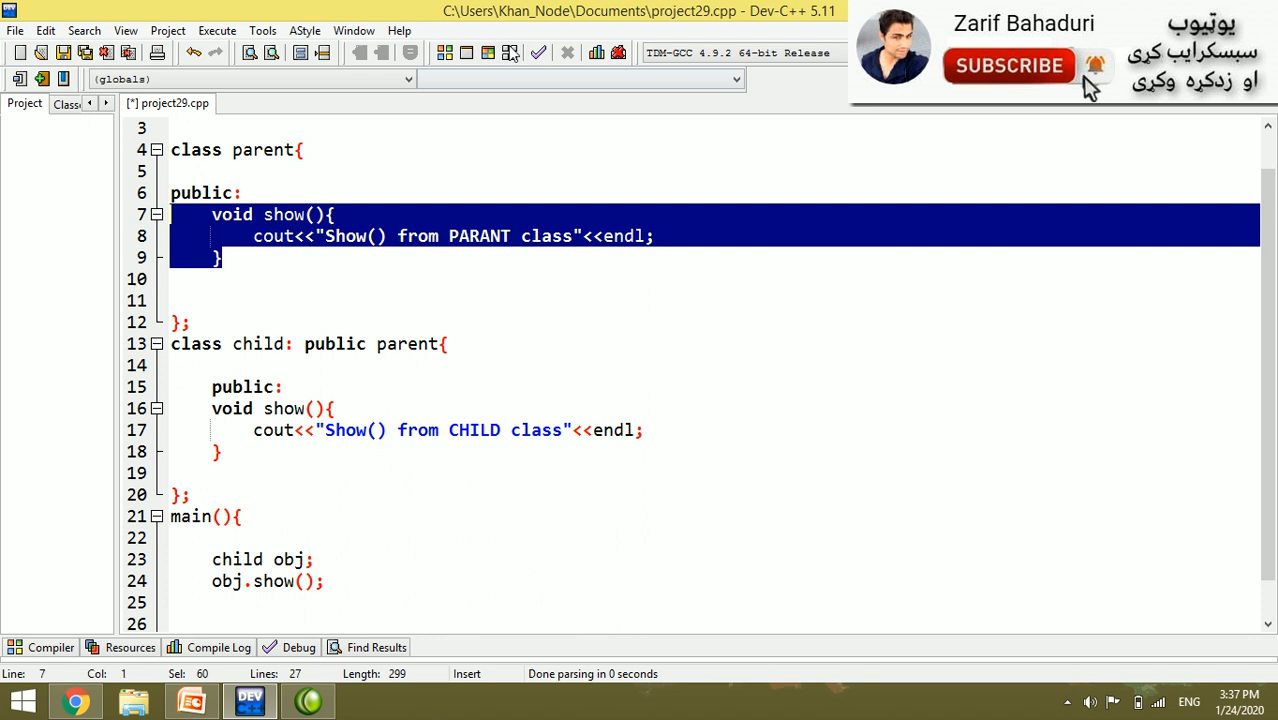 C:\Users\Khan_Node\Documents\project29.cpp - Dev-C++ 5.11
File Edit Search View Project Execute Tools AStyle Window Help
TDM-GCC 4.9.2 64-bit Release
(globals)
Zarif Bahaduri
SUBSCRIBE
یوټیوب
سبسکرایب کړی
او زدکړه وکړی
Project Classe [*] project29.cpp
3
4 class parent{
5
6 public:
7 void show(){
8 cout<<"Show() from PARANT class"<<endl;
9 }
10
11
12 };
13 class child: public parent{
14
15 public:
16 void show(){
17 cout<<"Show() from CHILD class"<<endl;
18 }
19
20 };
21 main(){
22
23 child obj;
24 obj.show();
25
26
Compiler Resources Compile Log Debug Find Results
Line: 7 Col: 1 Sel: 60 Lines: 27 Length: 299 Insert Done parsing in 0 seconds
DEV C++
ENG
3:37 PM
1/24/2020